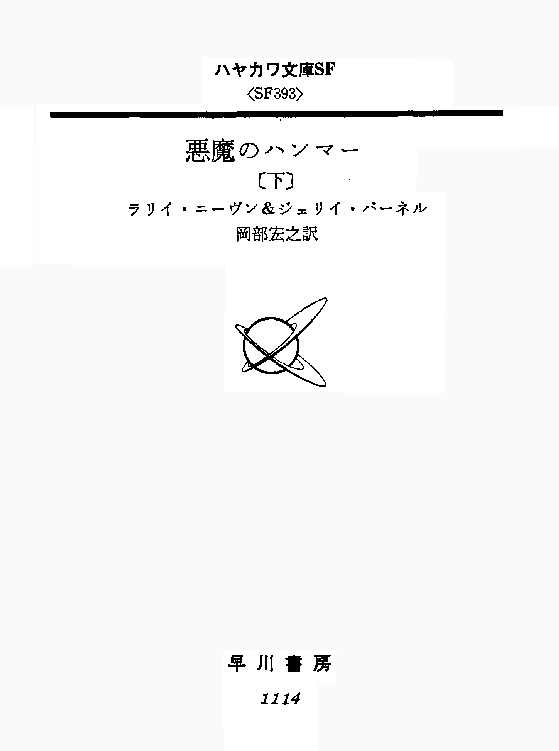 ハヤカワ文庫SF
〈SF393〉
悪魔のハンマー
〔下〕
ラリイ・ニーヴン&ジェリイ・パーネル
岡部宏之訳
早川書房
1114